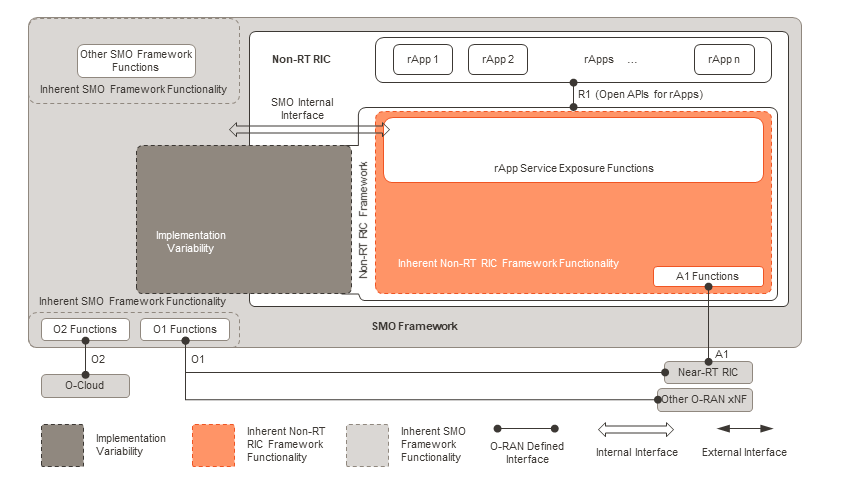 Other SMO Framework
Functions
Inherent SMO Framework Functionality
Non-RT RIC
rApp 1
rApp 2
rApps ...
rApp n
SMO Internal
Interface
R1 (Open APIs for rApps)
rApp Service Exposure Functions
Implementation
Variability
Non-RT RIC Framework
Inherent Non-RT RIC Framework Functionality
A1 Functions
Inherent SMO Framework Functionality
O2 Functions
O1 Functions
SMO Framework
O2
O1
A1
O-Cloud
Near-RT RIC
Other O-RAN xNF
Implementation
Variability
Inherent Non-RT
RIC Framework
Functionality
Inherent SMO
Framework
Functionality
O-RAN Defined
Interface
Internal Interface
External Interface